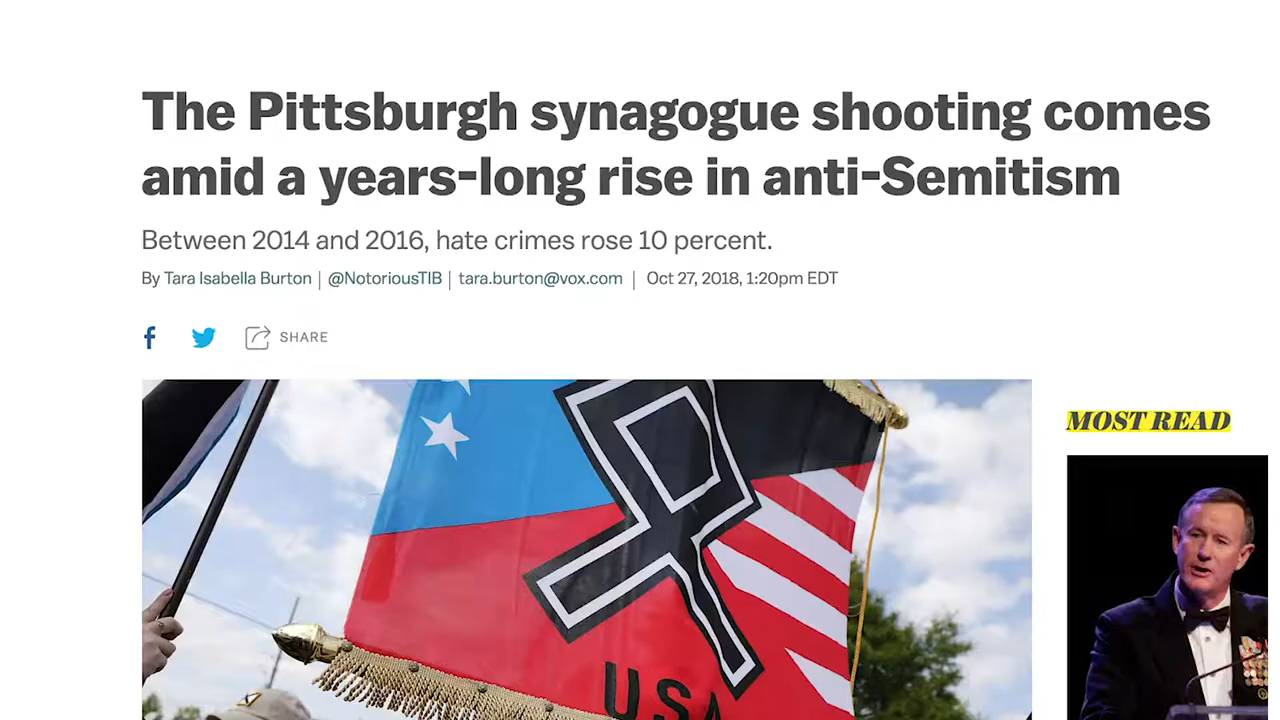 The Pittsburgh synagogue shooting comes
amid a years-long rise in anti-Semitism
Between 2014 and 2016, hate crimes rose 10 percent.
By Tara Isabella Burton | @NotoriousTIB | tara.burton@vox.com | Oct 27, 2018, 1:20pm EDT
SHARE
MOST READ
USA